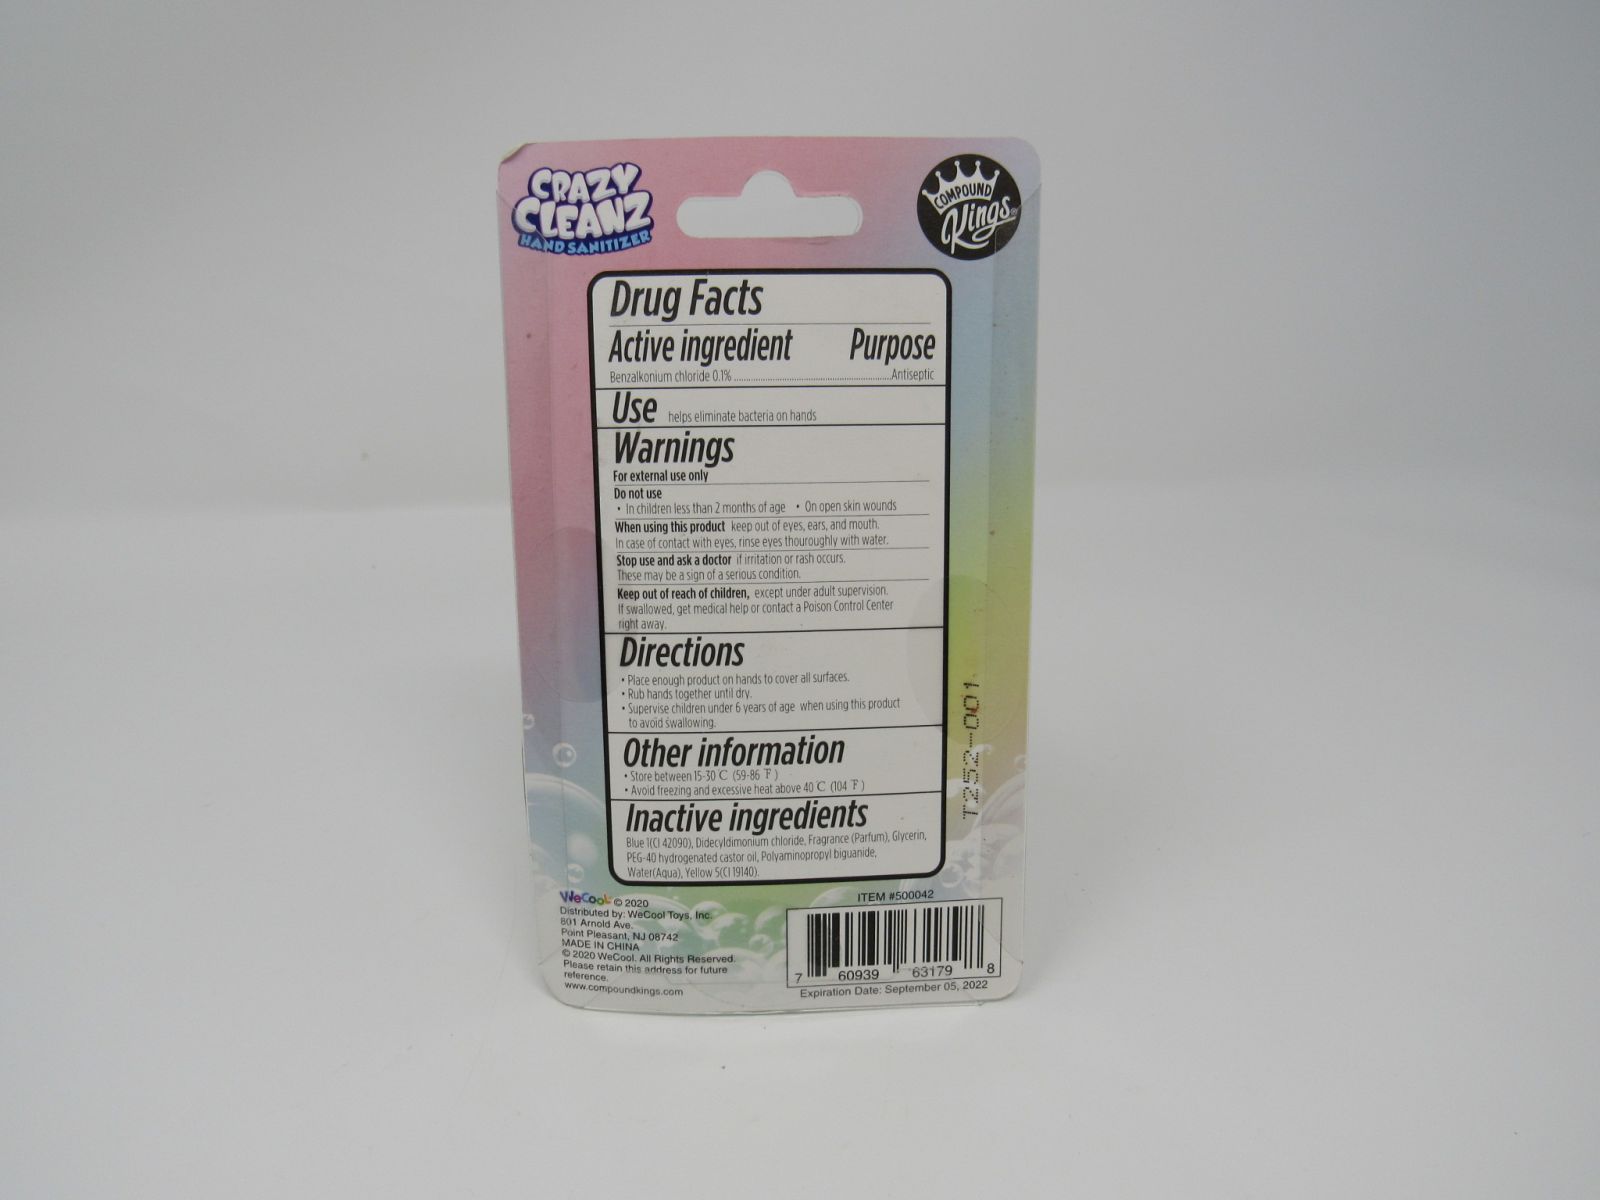 CRAZY
CLEANZ
HAND SANITIZER
COMPOUND
Kings®
Drug Facts
Active ingredient Purpose
Benzalkonium chloride 0.1%......................................................Antiseptic
Use helps eliminate bacteria on hands
Warnings
For external use only
Do not use
• In children less than 2 months of age • On open skin wounds
When using this product keep out of eyes, ears, and mouth.
In case of contact with eyes, rinse eyes thouroughly with water.
Stop use and ask a doctor if irritation or rash occurs.
These may be a sign of a serious condition.
Keep out of reach of children, except under adult supervision.
If swallowed, get medical help or contact a Poison Control Center
right away.
Directions
• Place enough product on hands to cover all surfaces.
• Rub hands together until dry.
• Supervise children under 6 years of age when using this product
to avoid swallowing.
Other information
• Store between 15-30 ℃ (59-86 ℉)
• Avoid freezing and excessive heat above 40 ℃ (104 ℉)
Inactive ingredients
Blue 1(CI 42090), Didecyldimonium chloride, Fragrance (Parfum), Glycerin,
PEG-40 hydrogenated castor oil, Polyaminopropyl biguanide,
Water(Aqua), Yellow 5(CI 19140).
T252-001
WeCool © 2020
Distributed by: WeCool Toys, Inc.
801 Arnold Ave.
Point Pleasant, NJ 08742
MADE IN CHINA
© 2020 WeCool. All Rights Reserved.
Please retain this address for future
reference.
www.compoundkings.com
ITEM #500042
7 60939 63179 8
Expiration Date: September 05, 2022